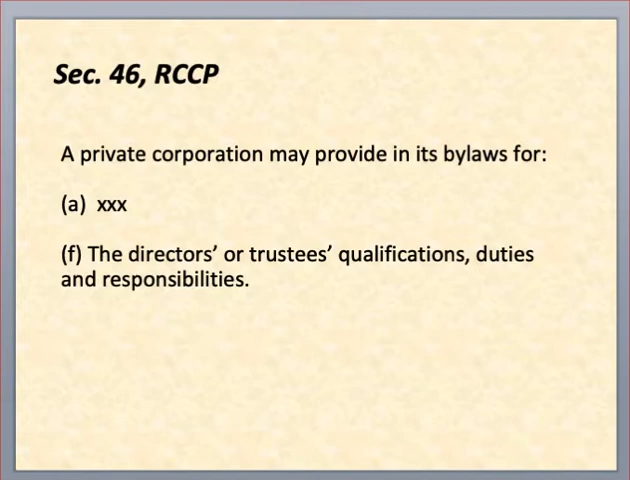 Sec. 46, RCCP
A private corporation may provide in its bylaws for:
(a) xxx
(f) The directors’ or trustees’ qualifications, duties
and responsibilities.